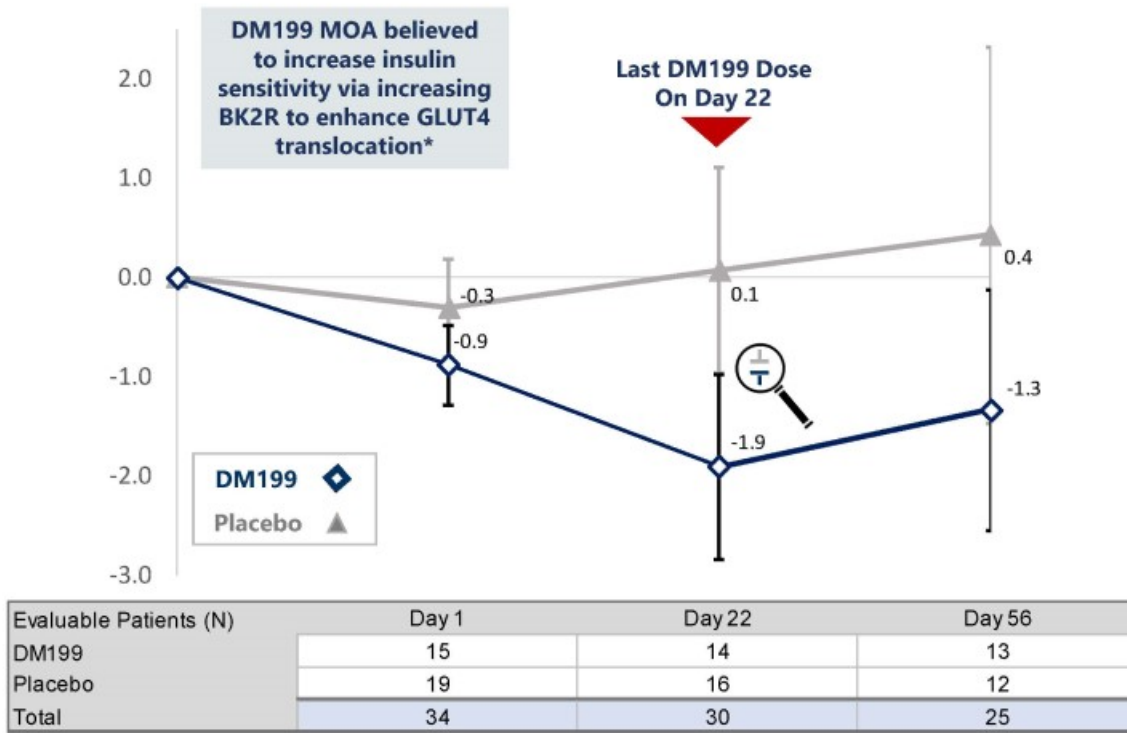 DM199 MOA believed
to increase insulin
sensitivity via increasing
BK2R to enhance GLUT4
translocation*
Last DM199 Dose
On Day 22
2.0
1.0
0.0
-1.0
-2.0
-3.0
-0.3
0.1
0.4
-0.9
-1.9
-1.3
DM199
Placebo
Evaluable Patients (N) Day 1 Day 22 Day 56
DM199 15 14 13
Placebo 19 16 12
Total 34 30 25